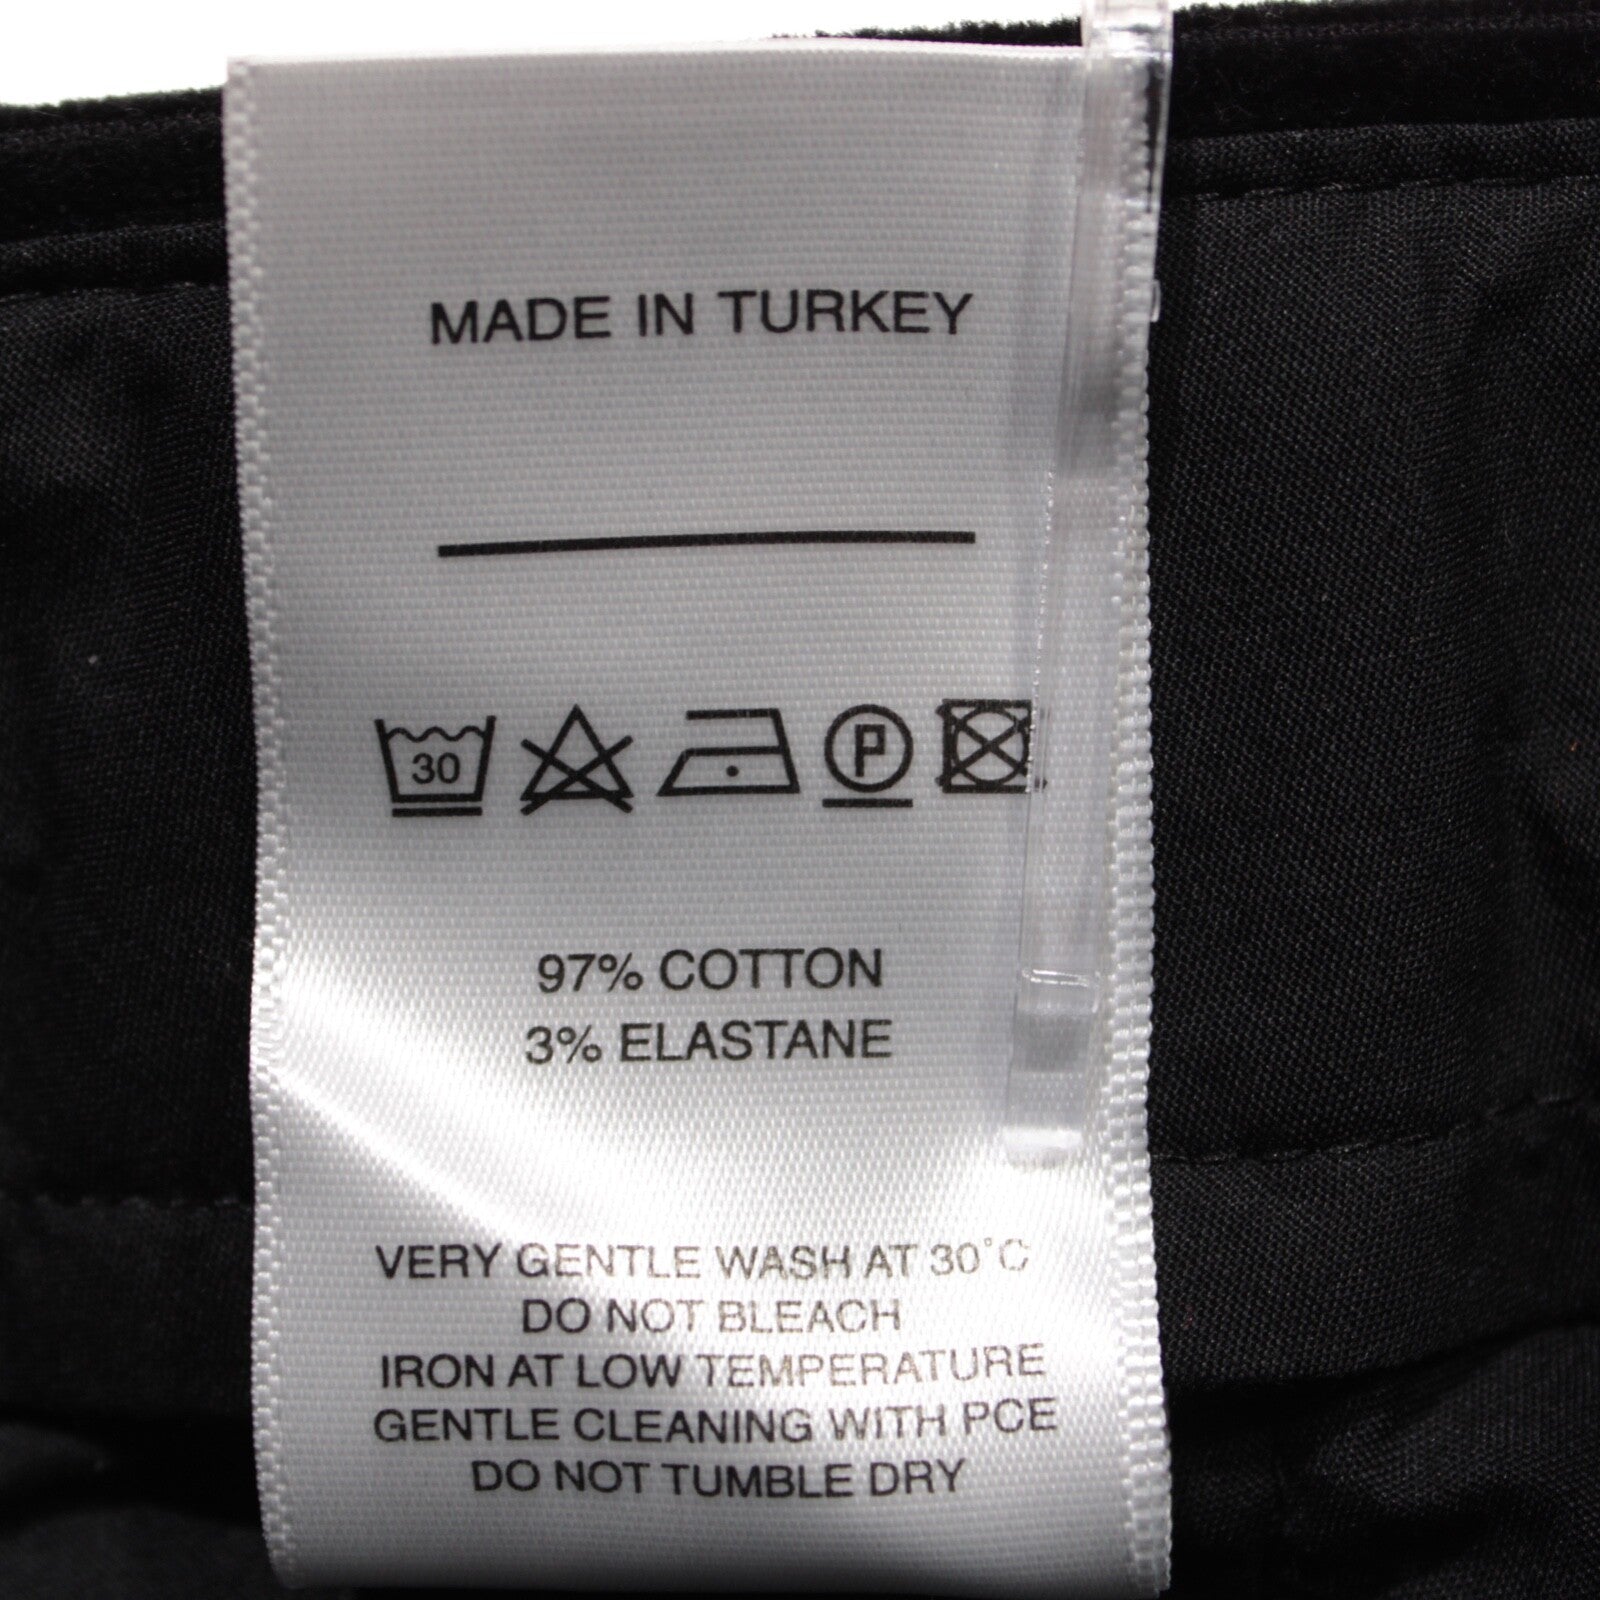 MADE IN TURKEY
30 P
97% COTTON
3% ELASTANE
VERY GENTLE WASH AT 30°C
DO NOT BLEACH
IRON AT LOW TEMPERATURE
GENTLE CLEANING WITH PCE
DO NOT TUMBLE DRY